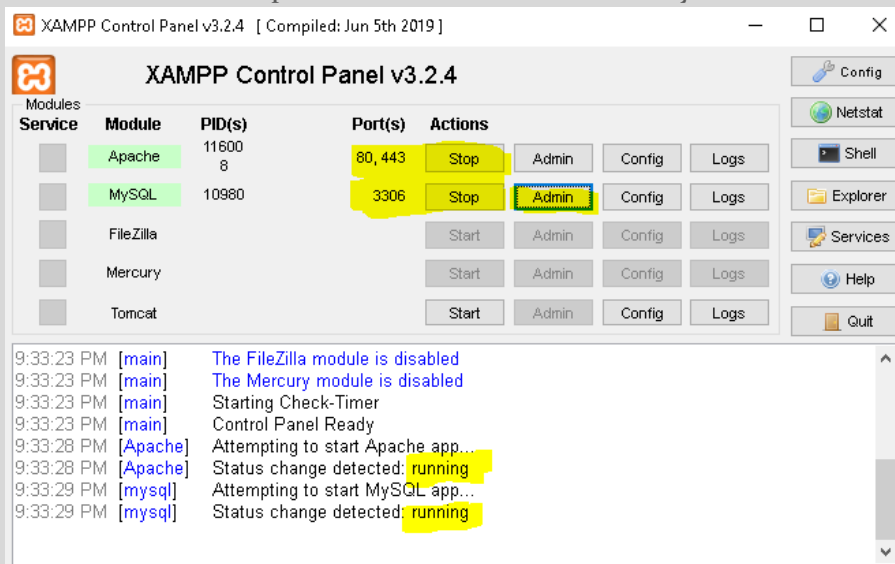 XAMPP Control Panel v3.2.4 [ Compiled: Jun 5th 2019 ]
XAMPP Control Panel v3.2.4
Config
Modules
Service Module PID(s) Port(s) Actions
Netstat
Apache 11600 8 80, 443 Stop Admin Config Logs
Shell
MySQL 10980 3306 Stop Admin Config Logs
Explorer
FileZilla Start Admin Config Logs
Services
Mercury Start Admin Config Logs
Help
Tomcat Start Admin Config Logs
Quit
9:33:23 PM [main] The FileZilla module is disabled
9:33:23 PM [main] The Mercury module is disabled
9:33:23 PM [main] Starting Check-Timer
9:33:23 PM [main] Control Panel Ready
9:33:28 PM [Apache] Attempting to start Apache app...
9:33:28 PM [Apache] Status change detected: running
9:33:29 PM [mysql] Attempting to start MySQL app...
9:33:29 PM [mysql] Status change detected: running